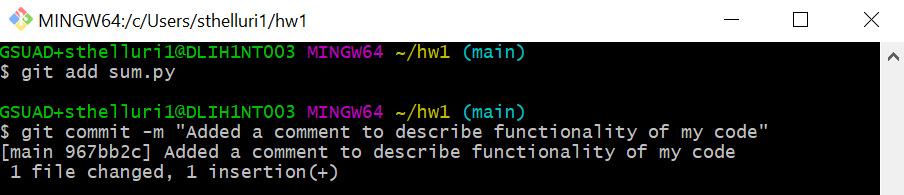 MINGW64:/c/Users/sthelluri1/hw1
GSUAD+sthelluri1@DLIH1NTOO3 MINGW64 ~/hw1 (main)
$ git add sum.py
GSUAD+sthelluri1@DLIH1NTOO3 MINGW64 ~/hw1 (main)
$ git commit -m "Added a comment to describe functionality of my code"
[main 967bb2c] Added a comment to describe functionality of my code
 1 file changed, 1 insertion(+)